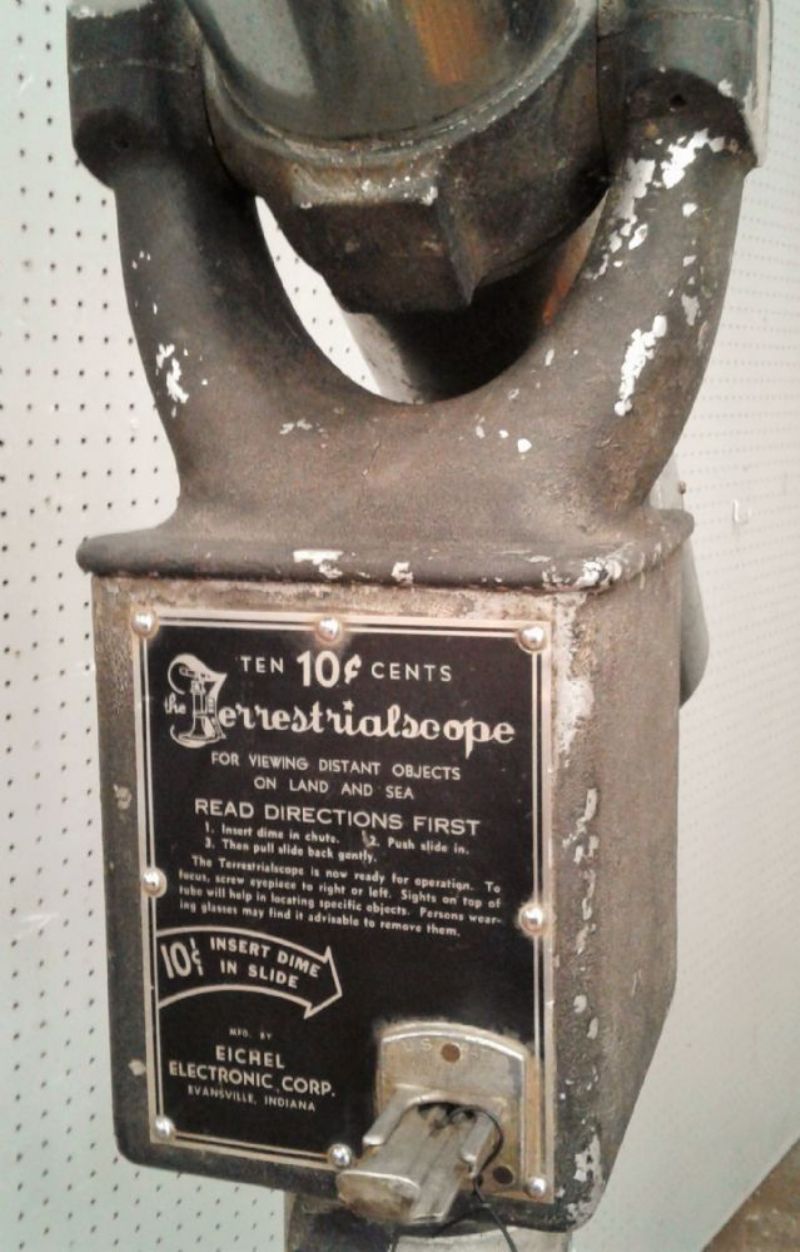 TEN 10¢ CENTS
the Terrestrialscope
FOR VIEWING DISTANT OBJECTS
ON LAND AND SEA
READ DIRECTIONS FIRST
1. Insert dime in chute. 2. Push slide in.
3. Then pull slide back gently.
The Terrestrialscope is now ready for operation. To
focus, screw eyepiece to right or left. Sights on top of
tube will help in locating specific objects. Persons wear-
ing glasses may find it advisable to remove them.
10¢ INSERT DIME
IN SLIDE
MFG. BY
EICHEL
ELECTRONIC CORP.
EVANSVILLE, INDIANA